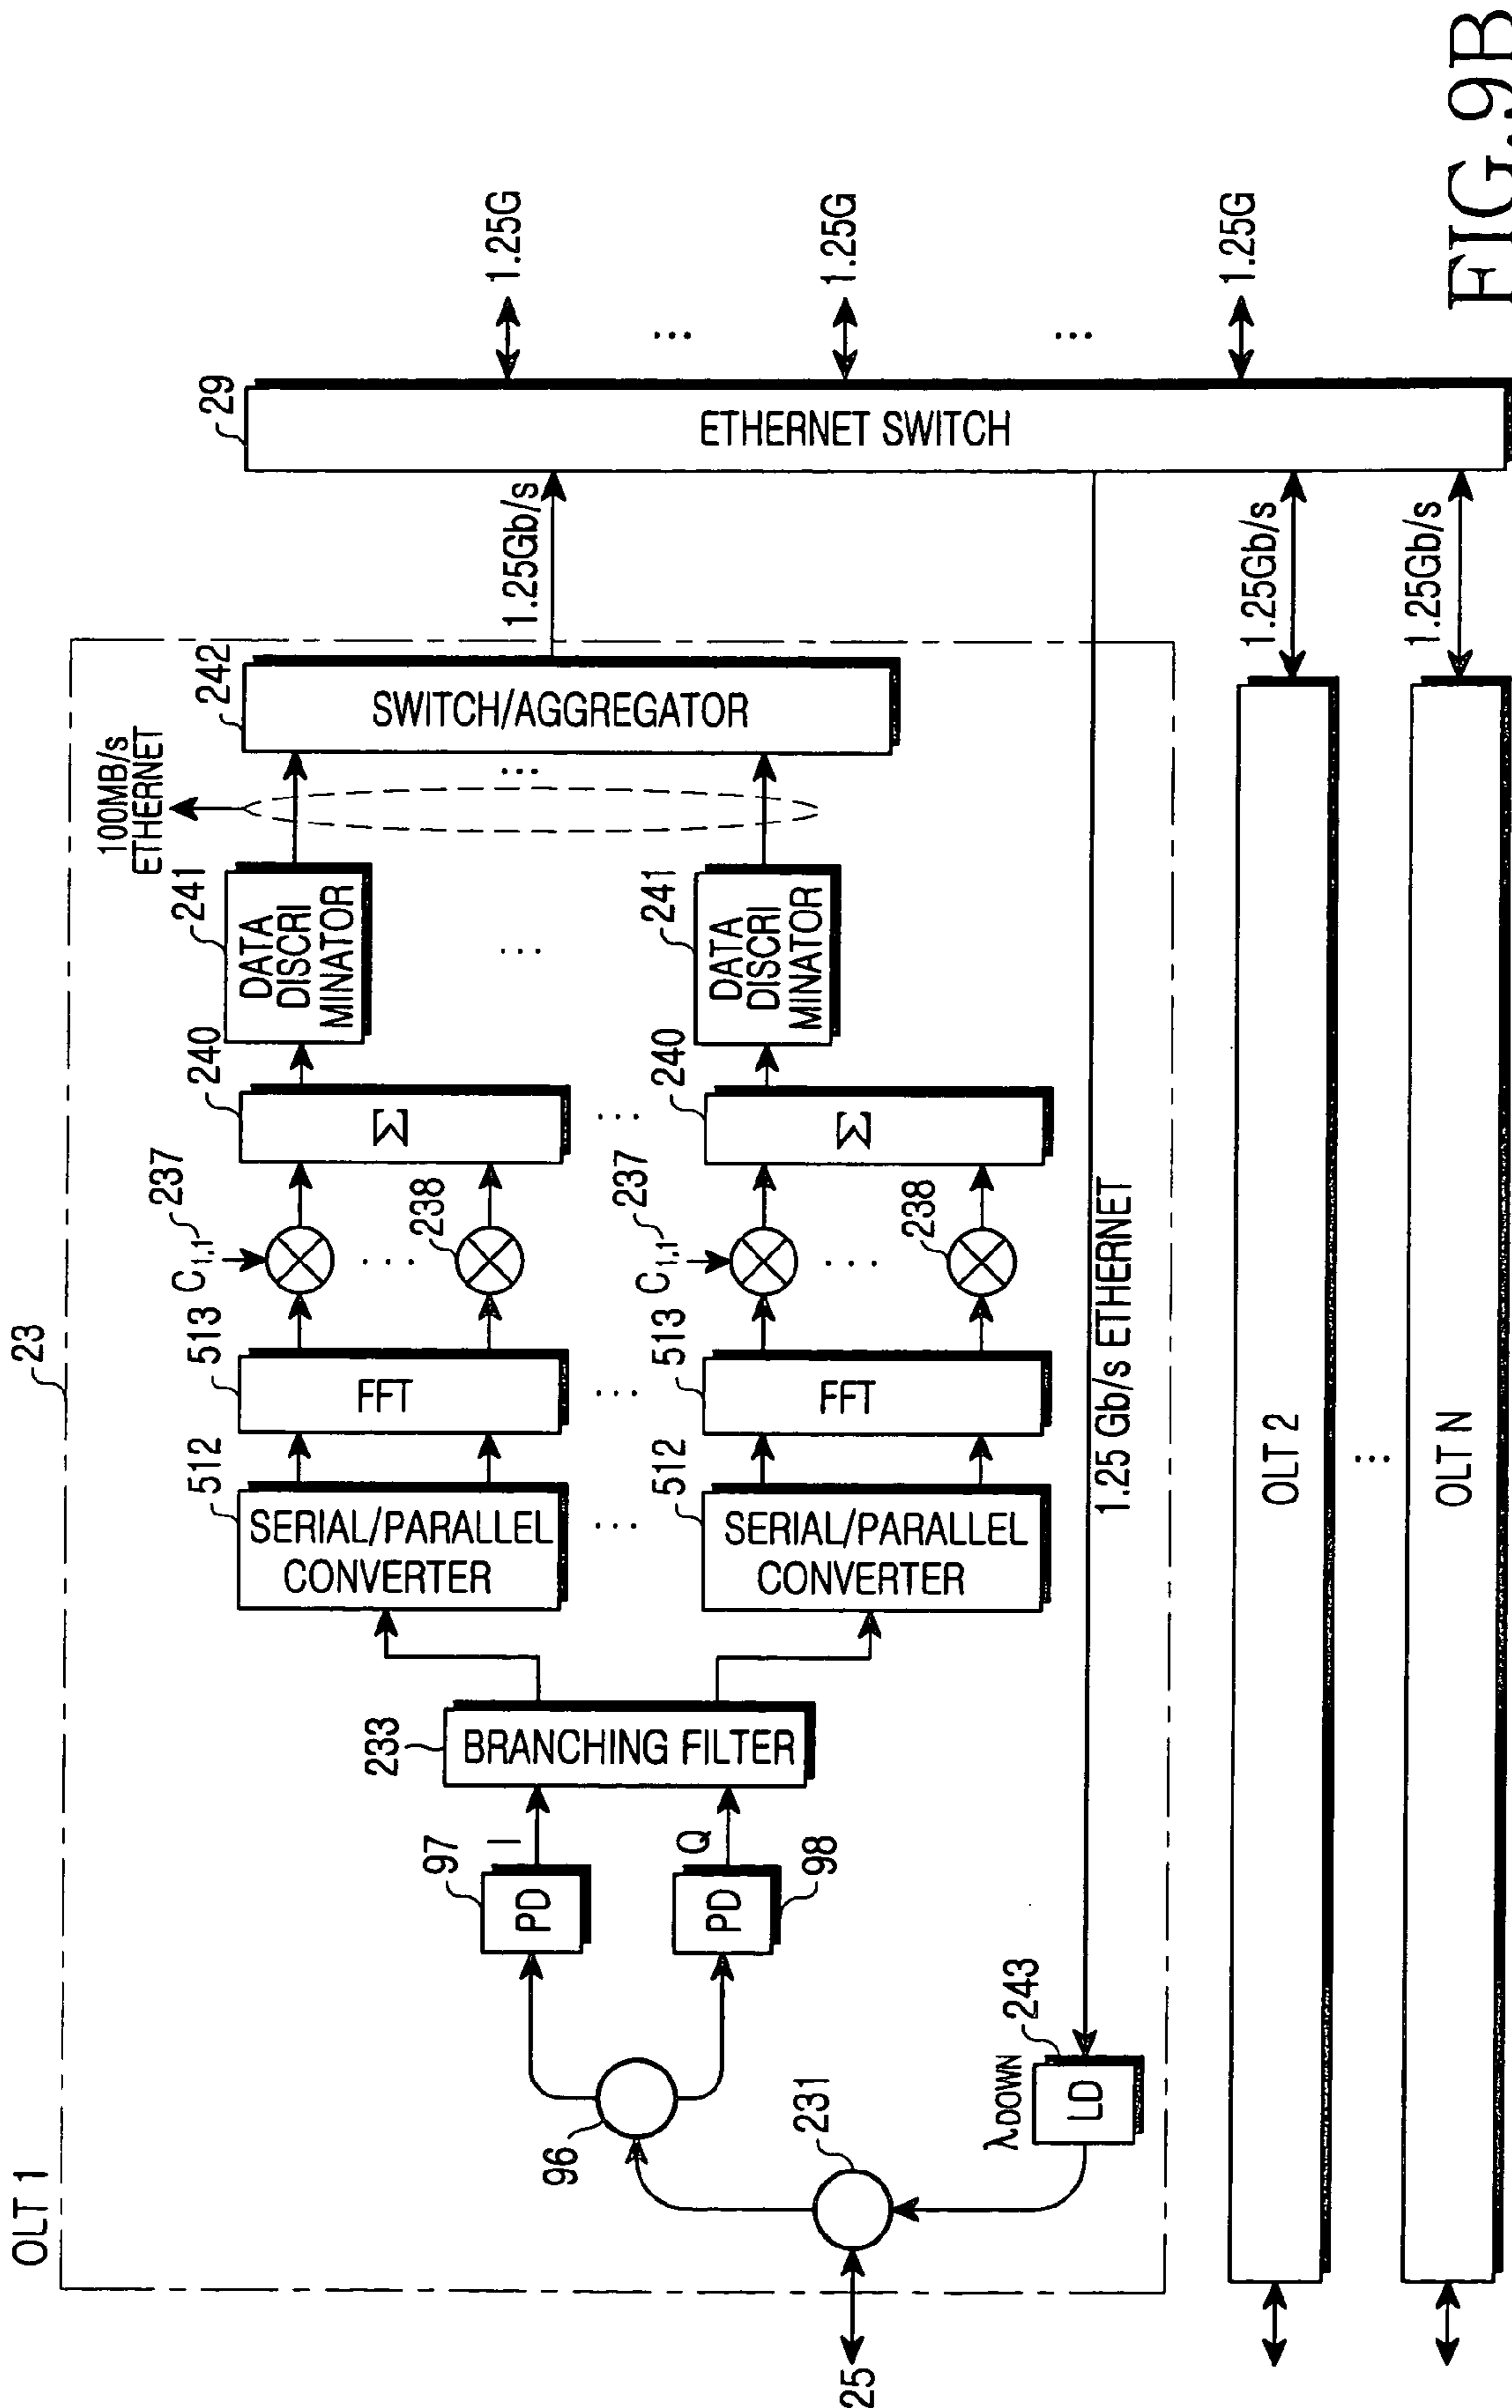 OLT 1
23
25
231
96
λDOWN
243
LD
97
PD
I
98
PD
Q
233
BRANCHING FILTER
512
SERIAL/PARALLEL
CONVERTER
...
512
SERIAL/PARALLEL
CONVERTER
513
FFT
...
513
FFT
C1,1
237
...
238
C1,1
237
...
238
240
Σ
...
240
Σ
241
DATA
DISCRI
MINATOR
...
241
DATA
DISCRI
MINATOR
100MB/s
ETHERNET
...
242
SWITCH/AGGREGATOR
1.25Gb/s
1.25 Gb/s ETHERNET
29
ETHERNET SWITCH
1.25G
...
1.25G
...
1.25G
OLT 2
1.25Gb/s
...
OLT N
1.25Gb/s
FIG.9B